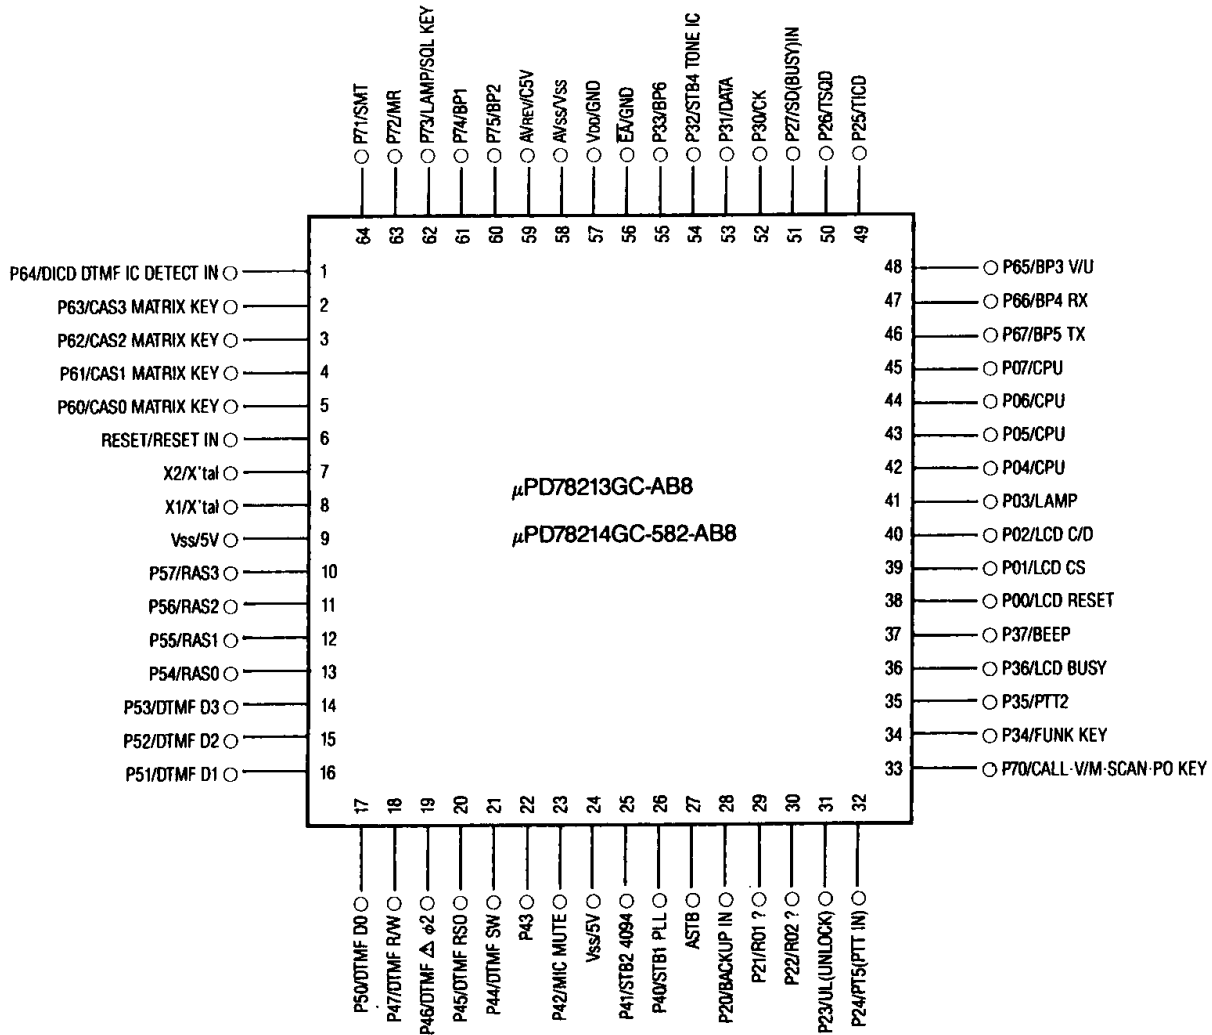 P71/SMT
P72/MR
P73/LAMP/SQL KEY
P74/BP1
P75/BP2
AVREV/C5V
AVSS/VSS
VDD/GND
EA/GND
P33/BP6
P32/STB4 TONE IC
P31/DATA
P30/CK
P27/SD(BUSY)IN
P26/TSQD
P25/TICD
64
63
62
61
60
59
58
57
56
55
54
53
52
51
50
49
P64/DICD DTMF IC DETECT IN 1
P63/CAS3 MATRIX KEY 2
P62/CAS2 MATRIX KEY 3
P61/CAS1 MATRIX KEY 4
P60/CAS0 MATRIX KEY 5
RESET/RESET IN 6
X2/X'tal 7
X1/X'tal 8
Vss/5V 9
P57/RAS3 10
P56/RAS2 11
P55/RAS1 12
P54/RAS0 13
P53/DTMF D3 14
P52/DTMF D2 15
P51/DTMF D1 16
μPD78213GC-AB8
μPD78214GC-582-AB8
48 P65/BP3 V/U
47 P66/BP4 RX
46 P67/BP5 TX
45 P07/CPU
44 P06/CPU
43 P05/CPU
42 P04/CPU
41 P03/LAMP
40 P02/LCD C/D
39 P01/LCD CS
38 P00/LCD RESET
37 P37/BEEP
36 P36/LCD BUSY
35 P35/PTT2
34 P34/FUNK KEY
33 P70/CALL·V/M·SCAN·PO KEY
17
18
19
20
21
22
23
24
25
26
27
28
29
30
31
32
P50/DTMF D0
P47/DTMF R/W
P46/DTMF △ φ2
P45/DTMF RS0
P44/DTMF SW
P43
P42/MIC MUTE
Vss/5V
P41/STB2 4094
P40/STB1 PLL
ASTB
P20/BACKUP IN
P21/R01 ?
P22/R02 ?
P23/UL(UNLOCK)
P24/PT5(PTT IN)